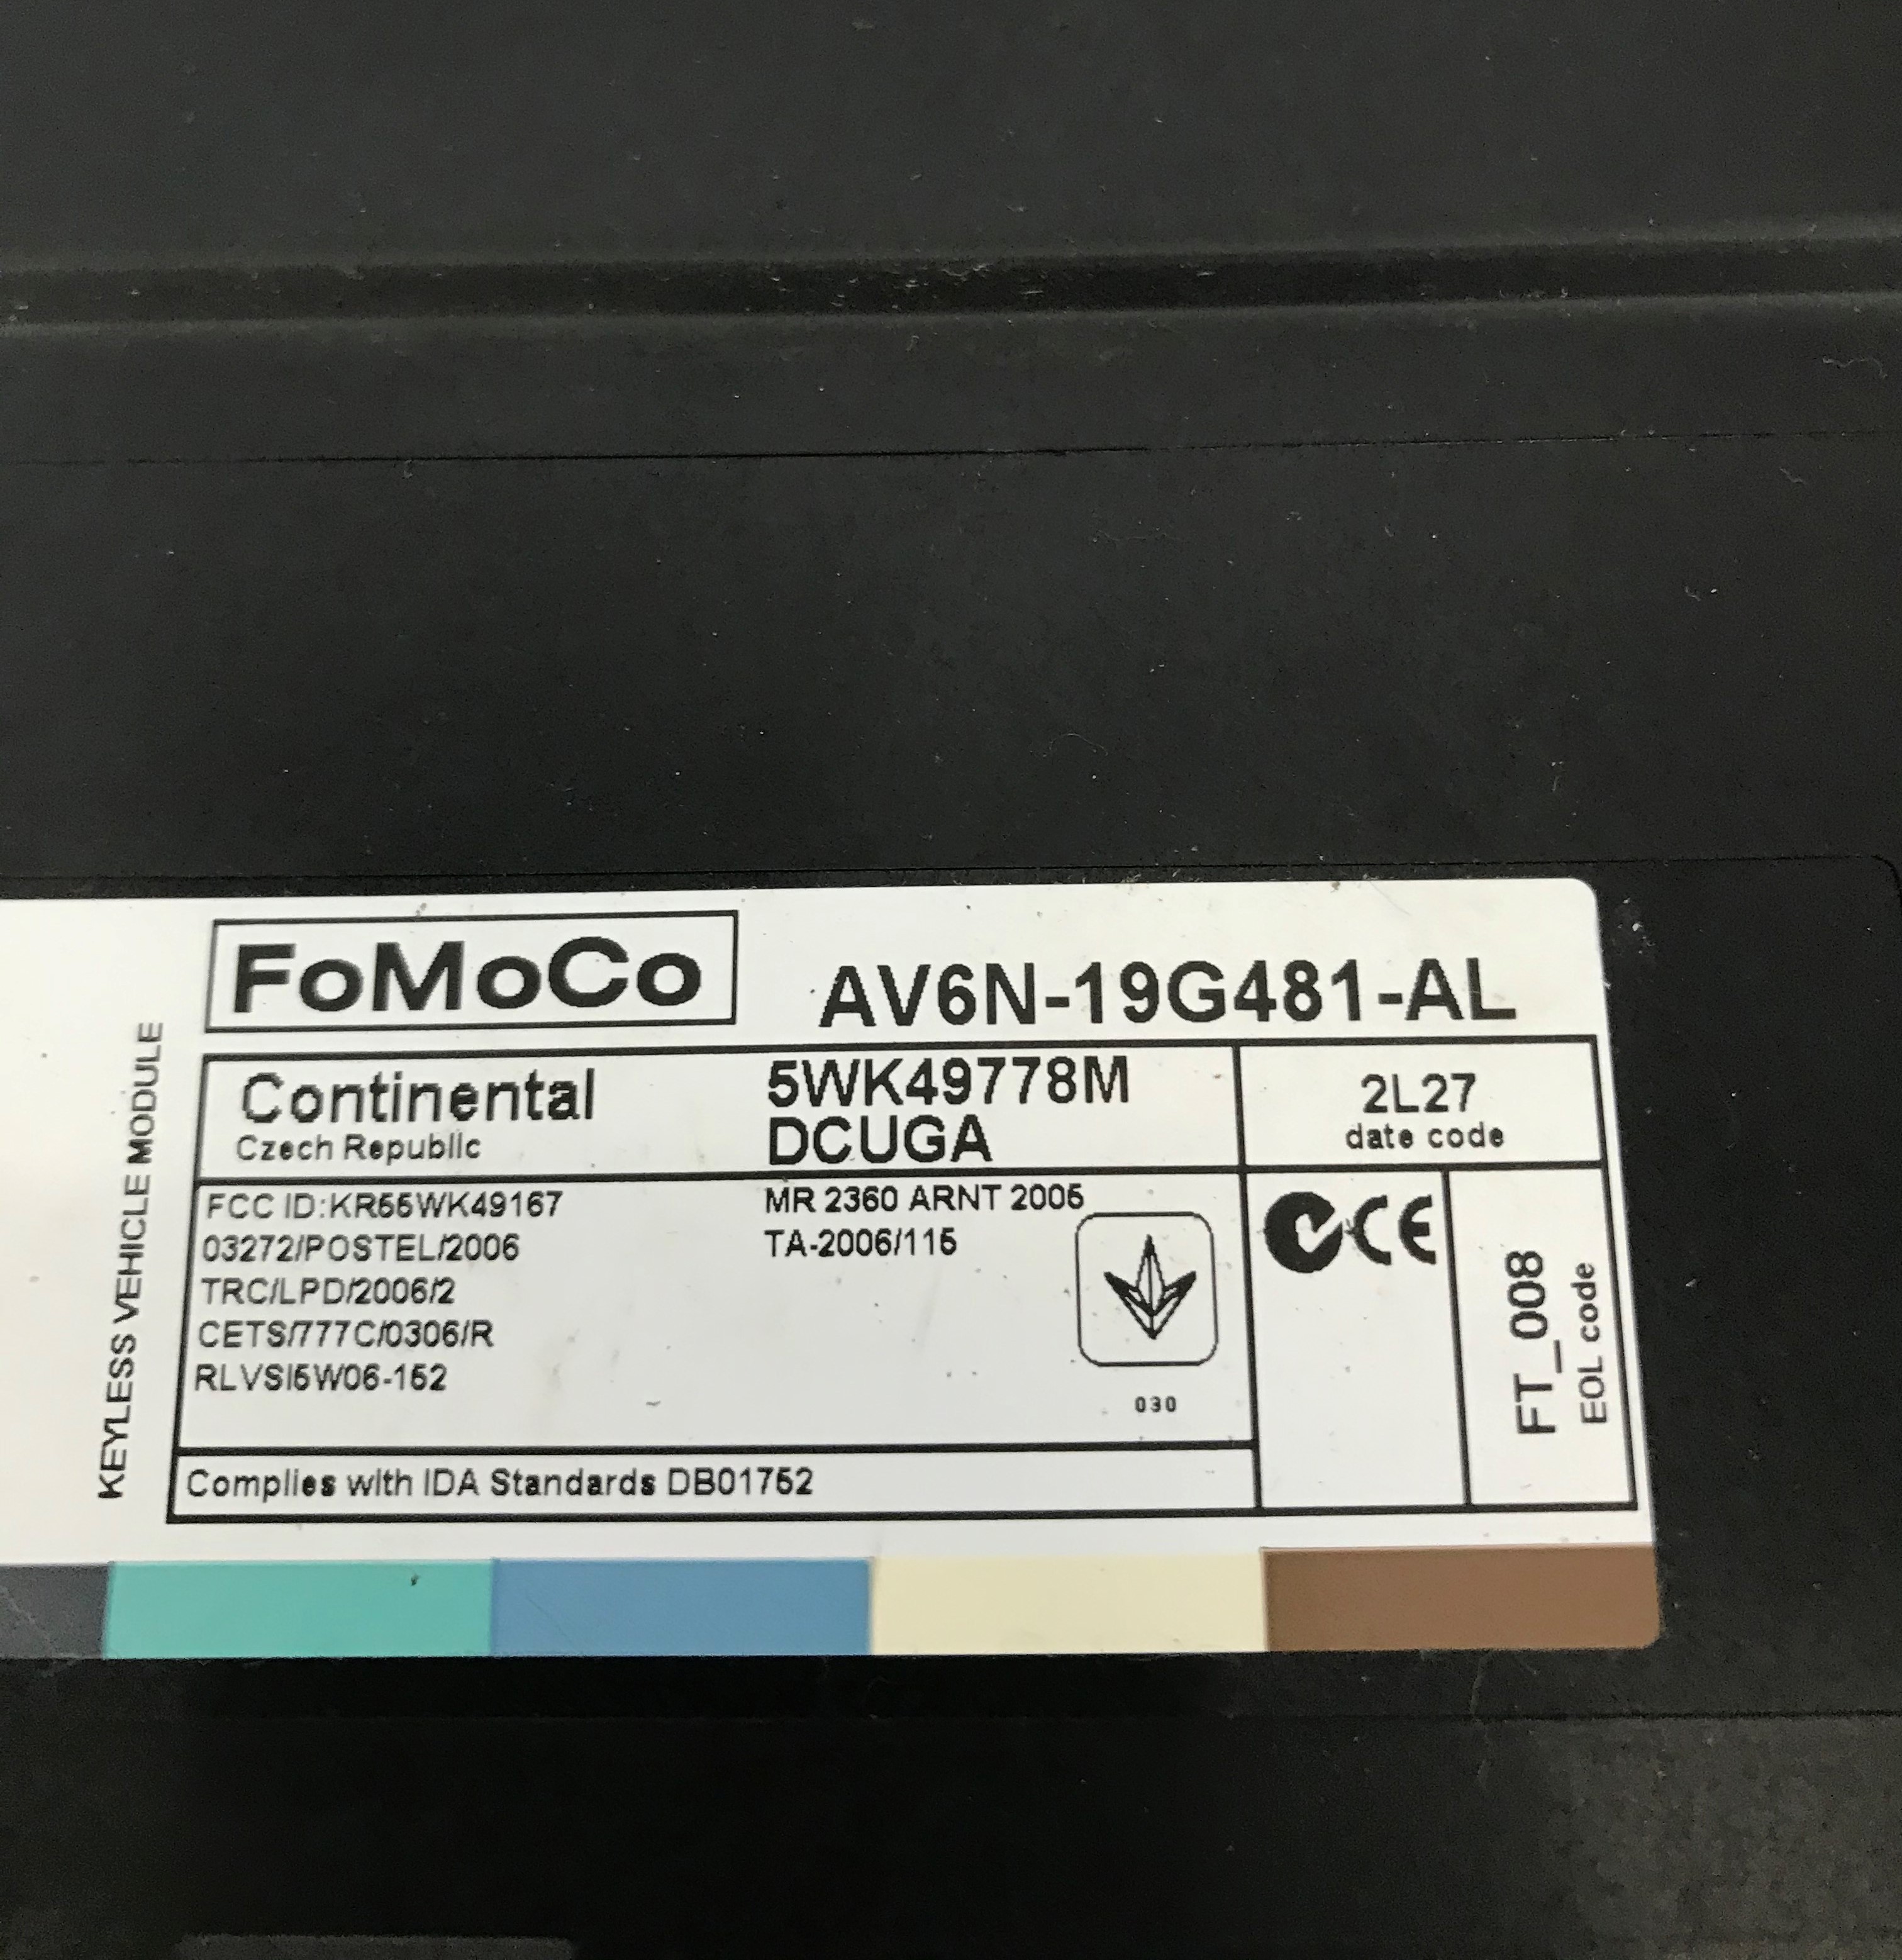 FoMoCo
AV6N-19G481-AL
KEYLESS VEHICLE MODULE
Continental
Czech Republic
5WK49778M
DCUGA
2L27
date code
FCC ID:KR55WK49167
03272/POSTEL/2006
TRC/LPD/2006/2
CETS/777C/0306/R
RLVSI5W06-152
MR 2360 ARNT 2005
TA-2006/115
030
CE
FT_008
EOL code
Complies with IDA Standards DB01752